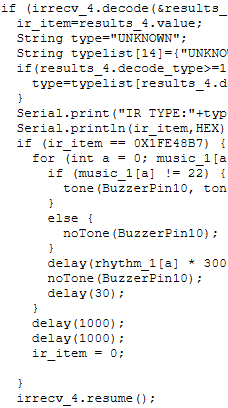 if (irrecv_4.decode(&results_
ir_item=results_4.value;
String type="UNKNOWN";
String typelist[14]={"UNKNO
if(results_4.decode_type>=1
type=typelist[results_4.d
}
Serial.print("IR TYPE:"+typ
Serial.println(ir_item,HEX)
if (ir_item == 0X1FE48B7) {
for (int a = 0; music_1[a
if (music_1[a] != 22) {
tone(BuzzerPin10, ton
}
else {
noTone(BuzzerPin10);
}
delay(rhythm_1[a] * 300
noTone(BuzzerPin10);
delay(30);
}
delay(1000);
delay(1000);
ir_item = 0;
}
irrecv_4.resume();